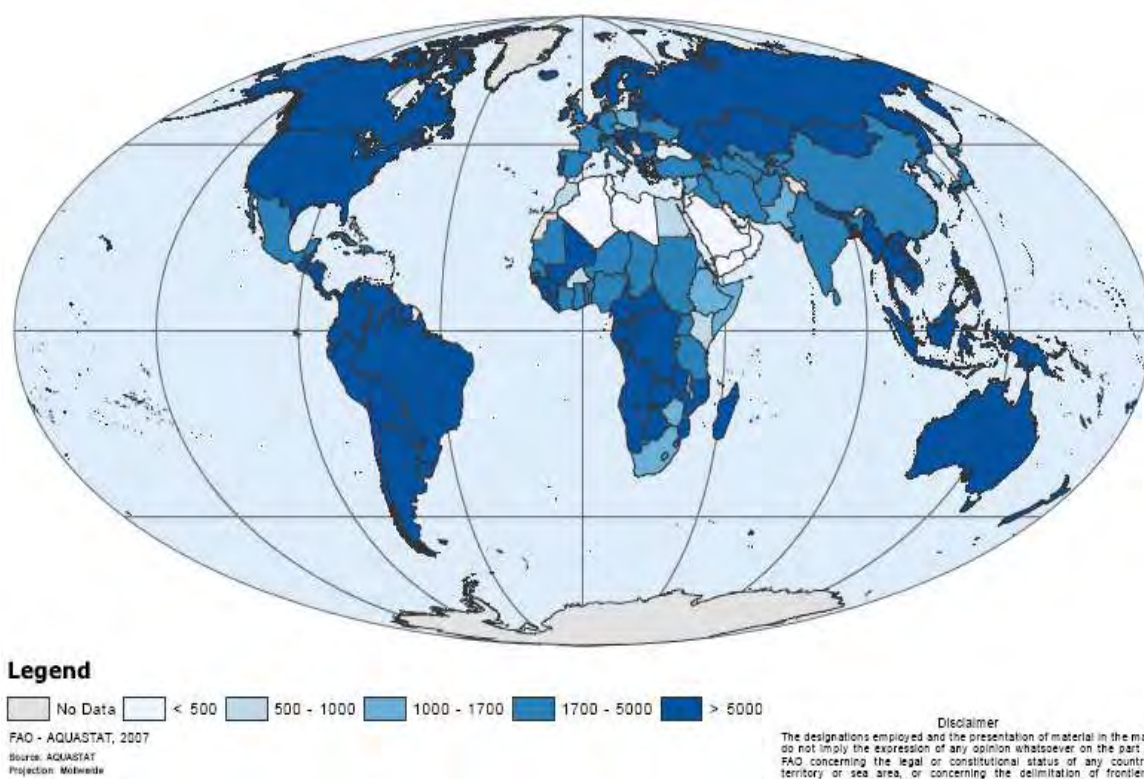 Legend
No Data < 500 500 - 1000 1000 - 1700 1700 - 5000 > 5000
FAO - AQUASTAT, 2007
Source: AQUASTAT
Projection: Mollweide
Disclaimer
The designations employed and the presentation of material in the
do not imply the expression of any opinion whatsoever on the part
FAO concerning the legal or constitutional status of any
territory or sea area, or concerning the delimitation of